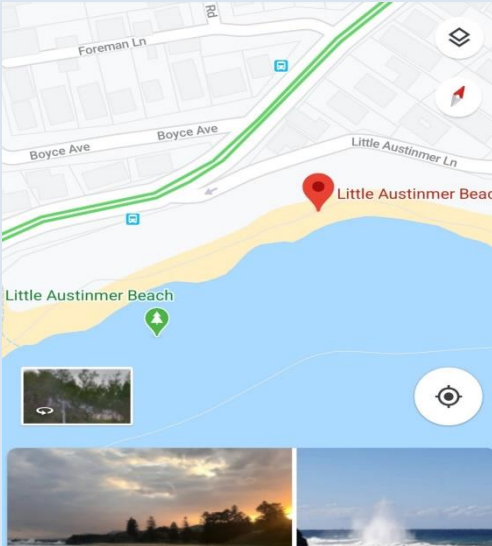 Rd
Foreman Ln
Boyce Ave
Boyce Ave
Little Austinmer Ln
Little Austinmer Beac
Little Austinmer Beach